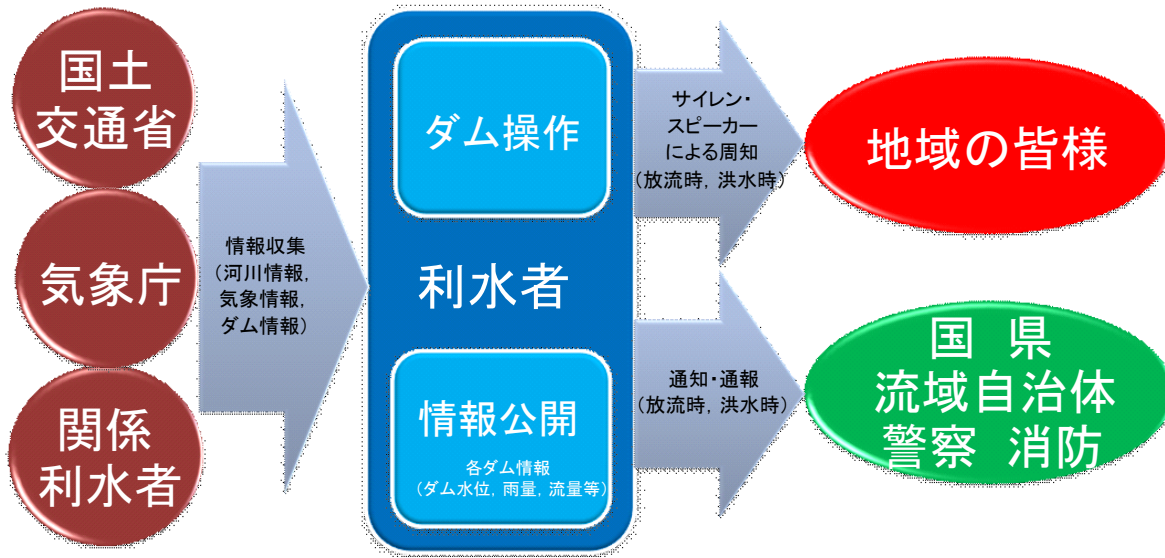 国土
交通省
気象庁
関係
利水者
情報収集
（河川情報，
気象情報，
ダム情報）
ダム操作
利水者
情報公開
各ダム情報
（ダム水位，雨量，流量等）
サイレン・
スピーカー
による周知
（放流時，洪水時）
通知・通報
（放流時，洪水時）
地域の皆様
国　県
流域自治体
警察　消防